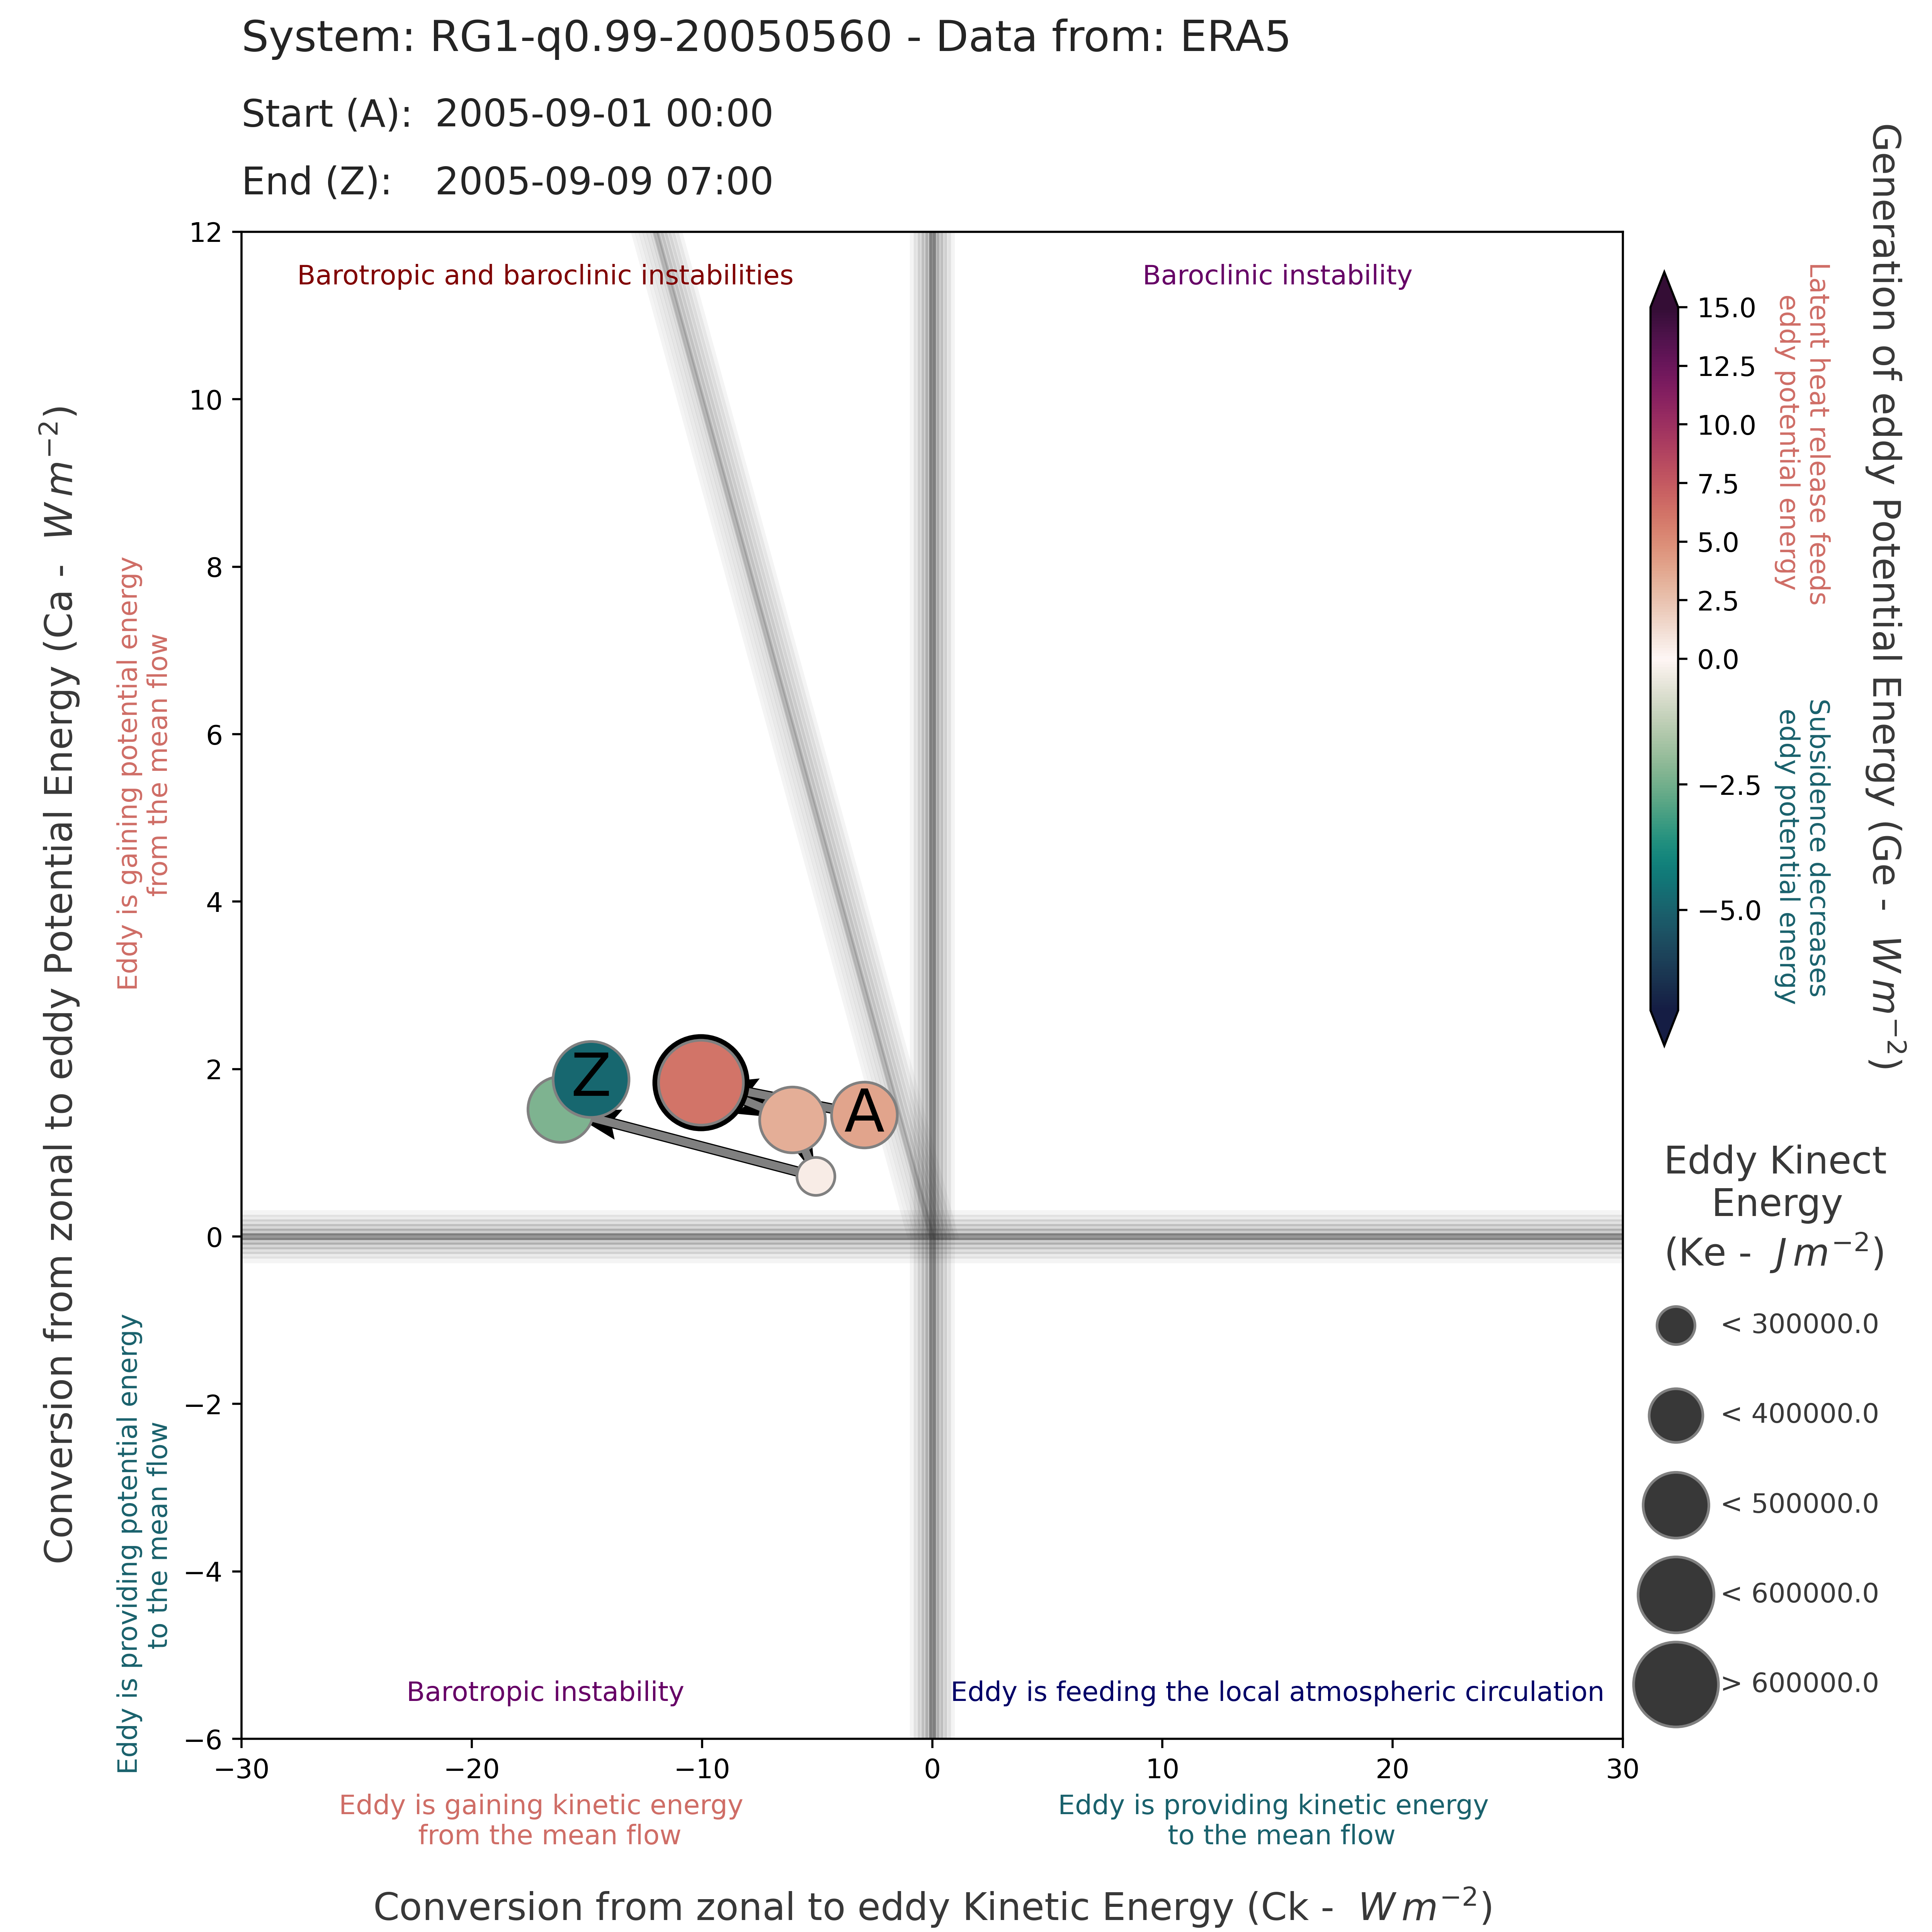 System: RG1-q0.99-20050560 - Data from: ERA5
Start (A): 2005-09-01 00:00
End (Z): 2005-09-09 07:00
Conversion from zonal to eddy Potential Energy (Ca - W m⁻²)
Eddy is gaining potential energy
from the mean flow
Eddy is providing potential energy
to the mean flow
12
10
8
6
4
2
0
−2
−4
−6
Barotropic and baroclinic instabilities
Baroclinic instability
Z
A
Barotropic instability
Eddy is feeding the local atmospheric circulation
−30
−20
−10
0
10
20
30
Eddy is gaining kinetic energy
from the mean flow
Eddy is providing kinetic energy
to the mean flow
Conversion from zonal to eddy Kinetic Energy (Ck - W m⁻²)
15.0
12.5
10.0
7.5
5.0
2.5
0.0
−2.5
−5.0
Latent heat release feeds
eddy potential energy
Subsidence decreases
eddy potential energy
Generation of eddy Potential Energy (Ge - W m⁻²)
Eddy Kinect
Energy
(Ke - J m⁻²)
< 300000.0
< 400000.0
< 500000.0
< 600000.0
> 600000.0